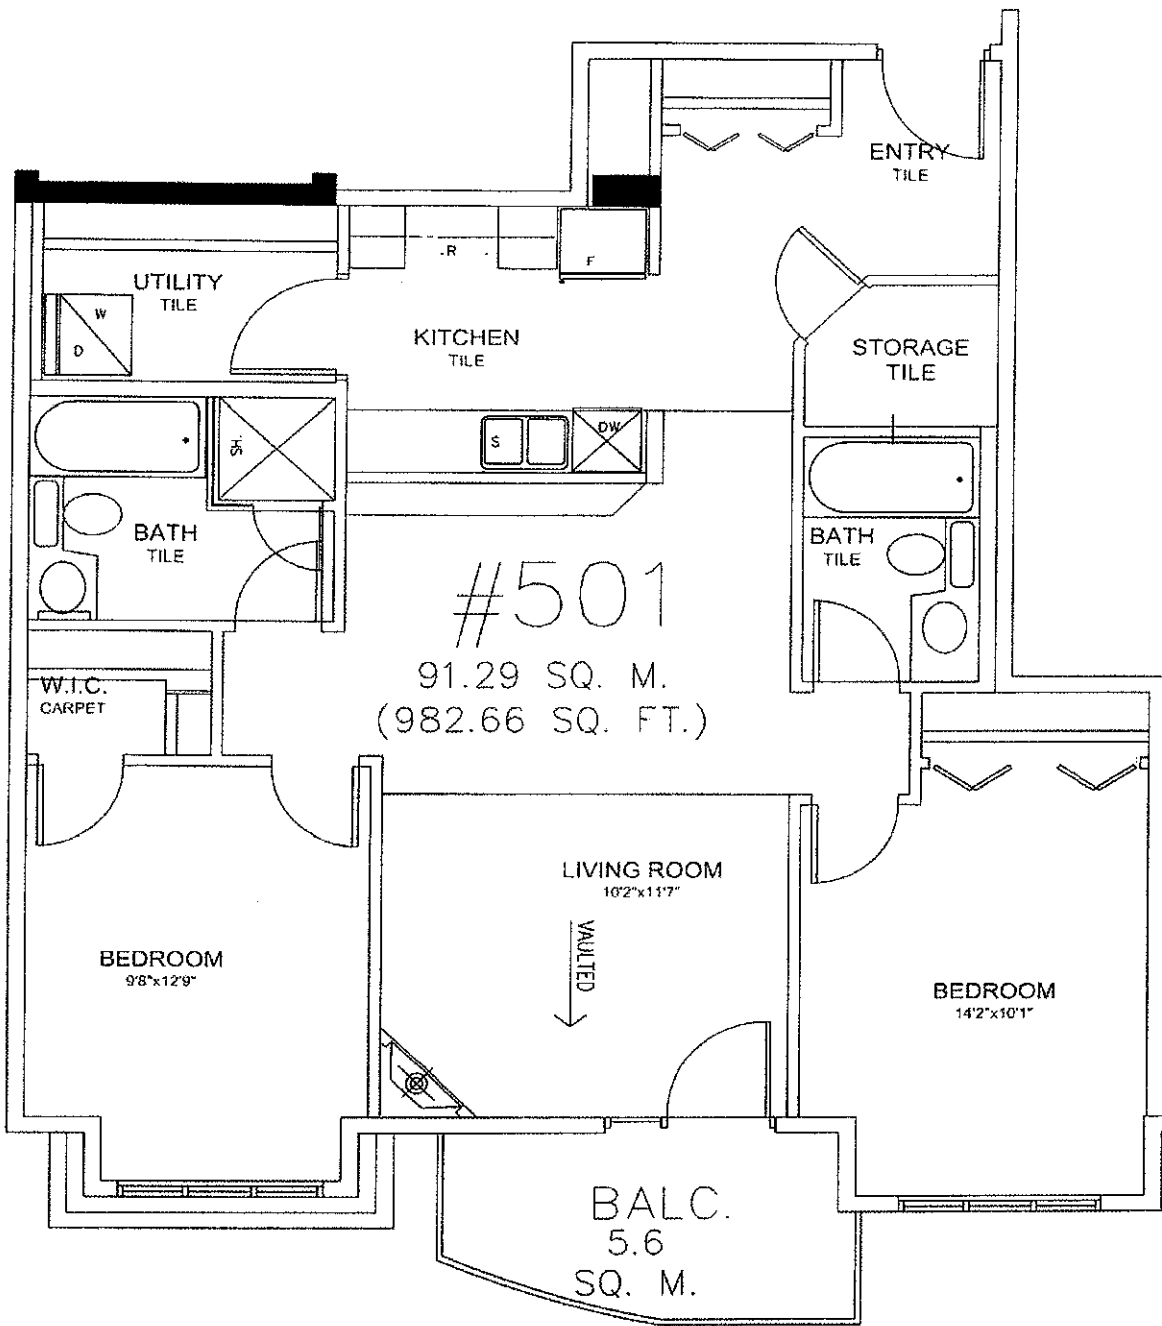 ENTRY
TILE
.R
F
UTILITY
TILE
W
D
KITCHEN
TILE
STORAGE
TILE
S
DW
SH.
BATH
TILE
BATH
TILE
#501
91.29 SQ. M.
(982.66 SQ. FT.)
W.I.C.
CARPET
LIVING ROOM
10'2"x11'7"
VAULTED
BEDROOM
9'8"x12'9"
BEDROOM
14'2"x10'1"
BALC.
5.6
SQ. M.